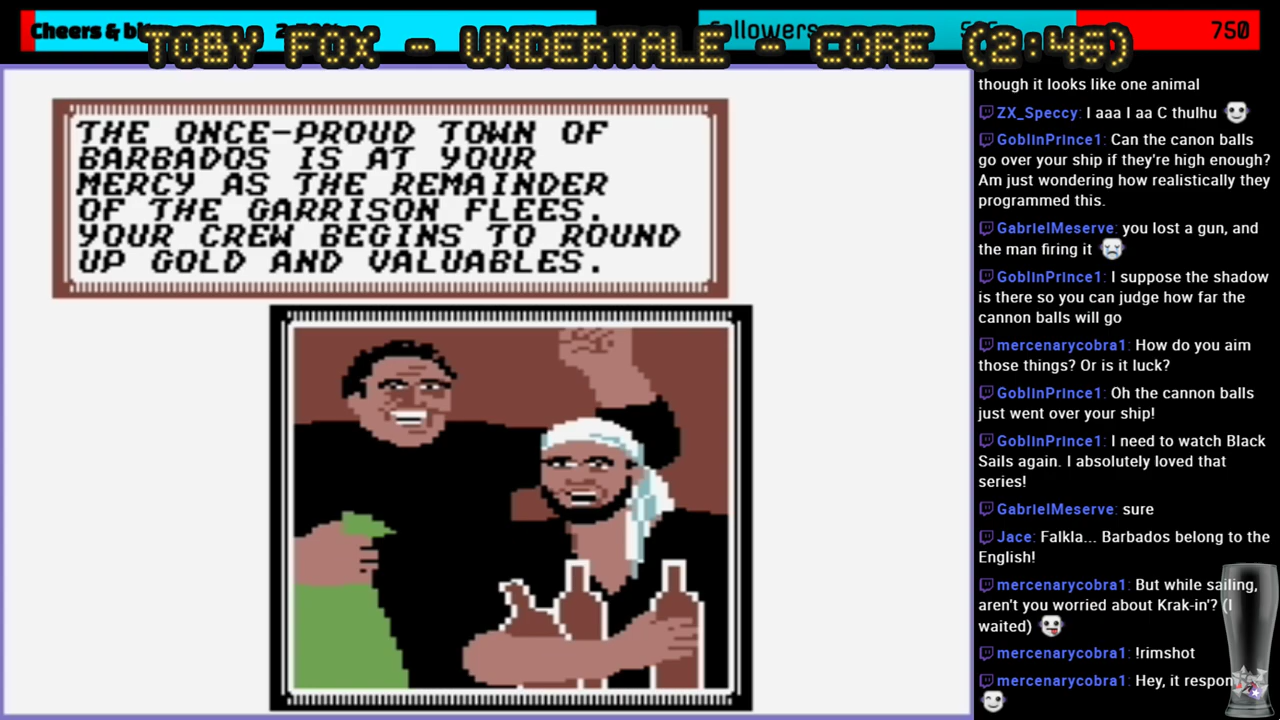 Cheers & bi
followers
750
TOBY FOX - UNDERTALE - CORE (2:46)
THE ONCE-PROUD TOWN OF
BARBADOS IS AT YOUR
MERCY AS THE REMAINDER
OF THE GARRISON FLEES.
YOUR CREW BEGINS TO ROUND
UP GOLD AND VALUABLES.
though it looks like one animal
ZX_Speccy: I aaa I aa C thulhu
GoblinPrince1: Can the canon balls
go over your ship if they're high enough?
Am just wondering how realistically they
programmed this.
GabrielMeserve: you lost a gun, and
the man firing it
GoblinPrince1: I suppose the shadow
is there so you can judge how far the
cannon balls will go
mercenarycobra1: How do you aim
those things? Or is it luck?
GoblinPrince1: Oh the cannon balls
just went over your ship!
GoblinPrince1: I need to watch Black
Sails again. I absolutely loved that
series!
GabrielMeserve: sure
Jace: Falkla... Barbados belong to the
English!
mercenarycobra1: But while sailing,
aren't you worried about Krak-in'? (I
waited)
mercenarycobra1: !rimshot
mercenarycobra1: Hey, it respon